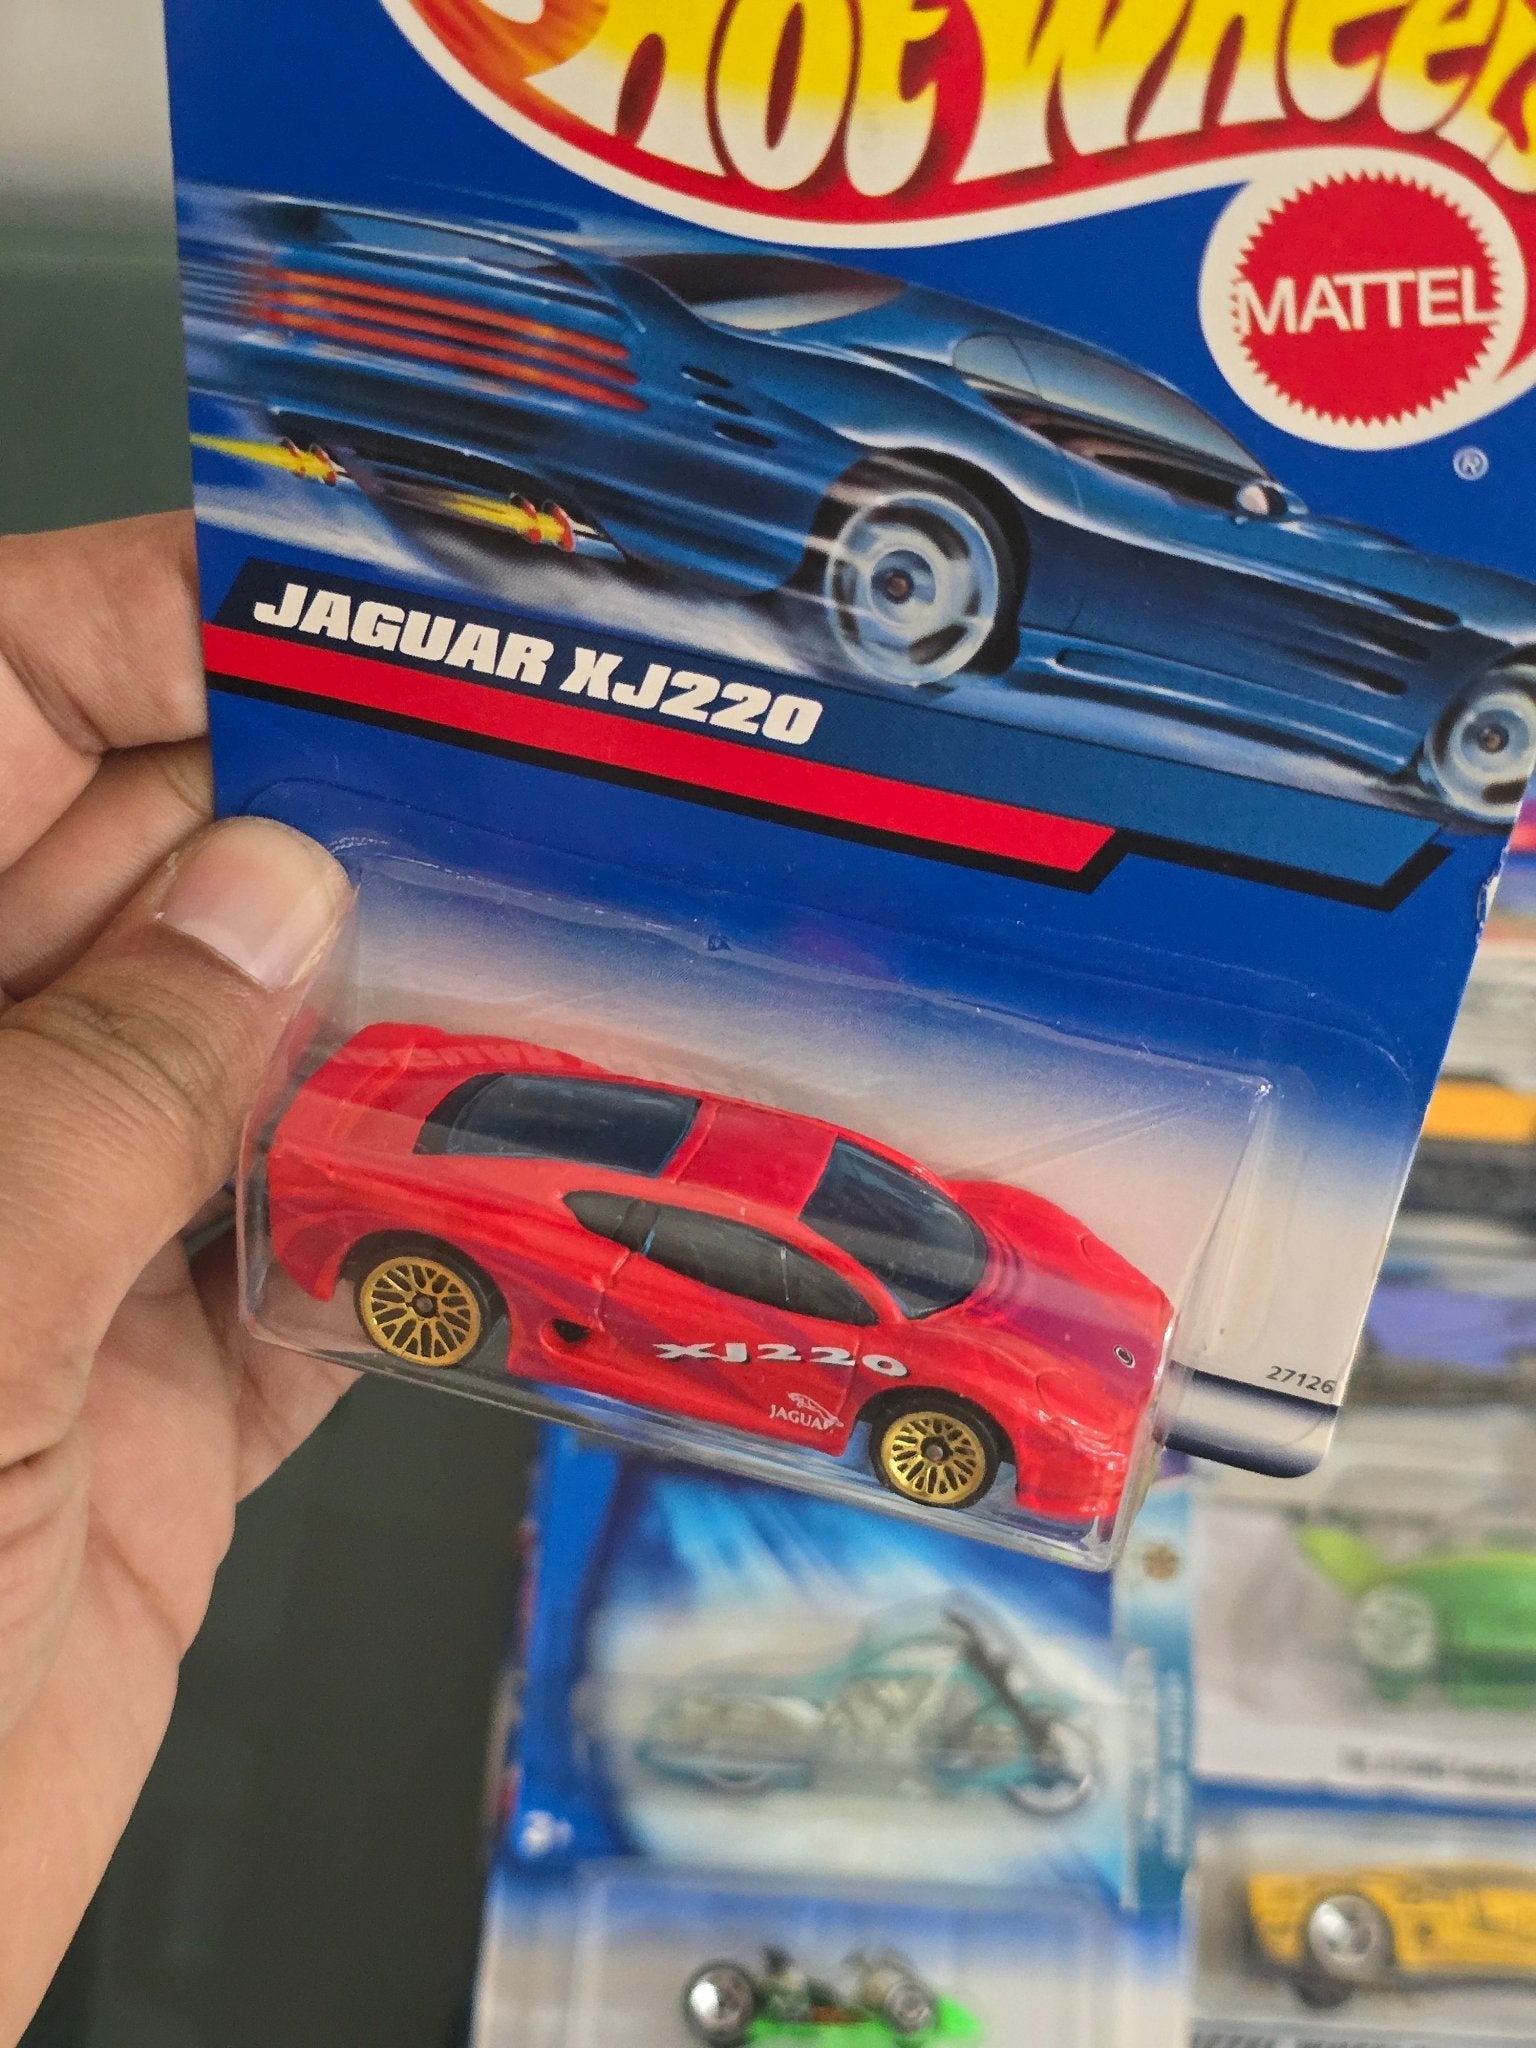 HOT WHEELS
MATTEL
®
JAGUAR XJ220
XJ220
JAGUAR
27126